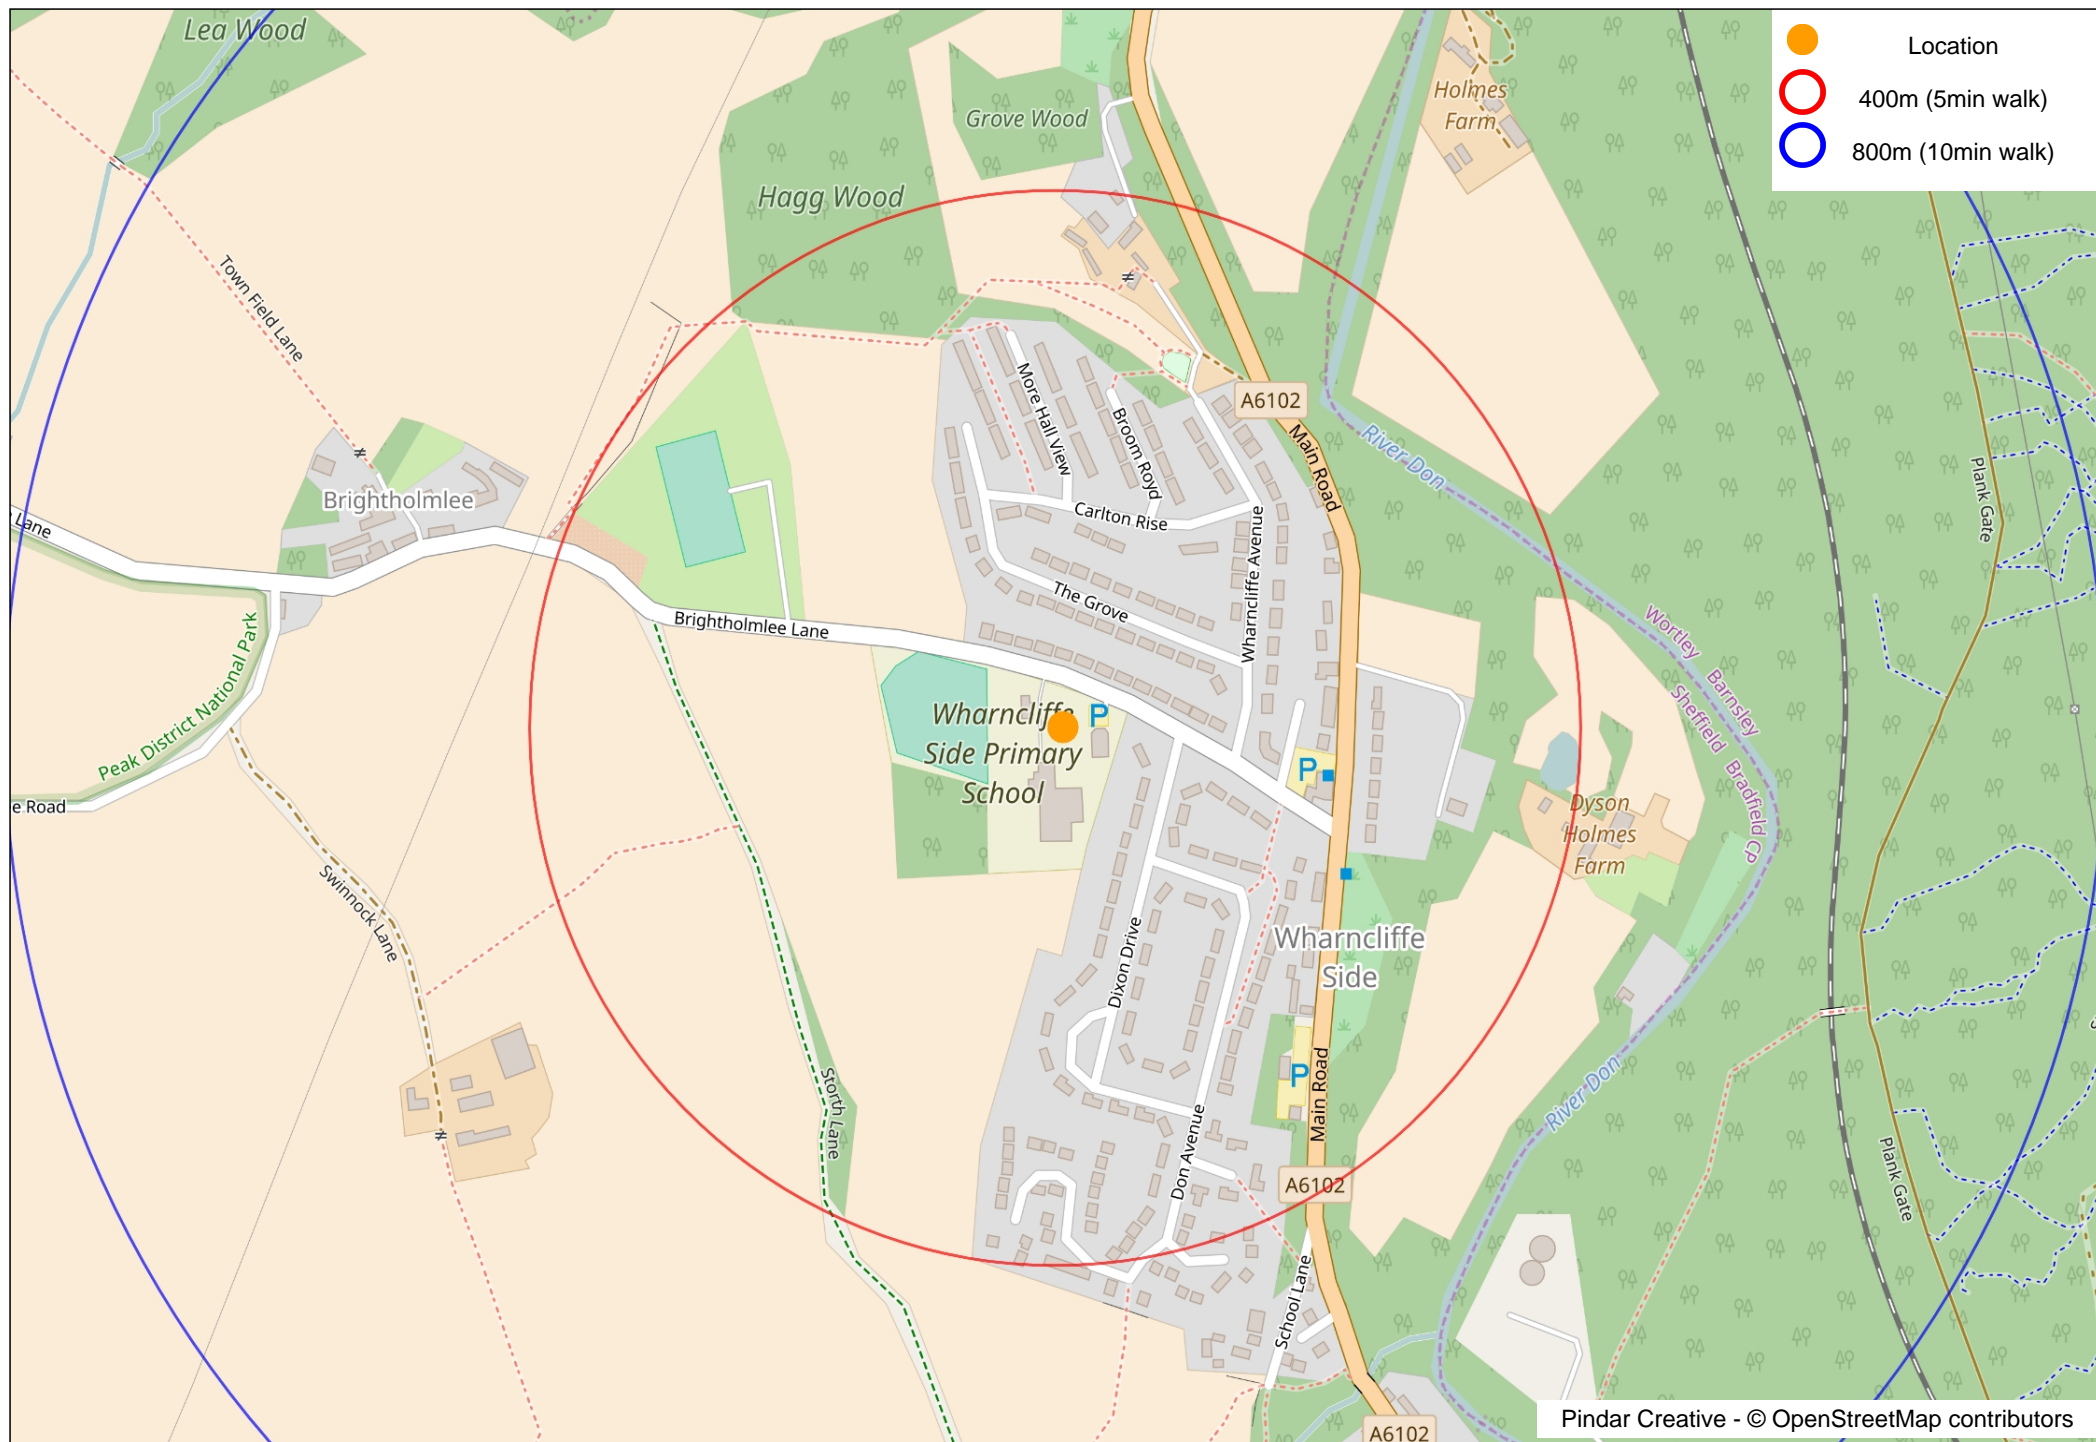 Lea Wood
Location
400m (5min walk)
800m (10min walk)
Holmes
Farm
Grove Wood
Hagg Wood
Town Field Lane
A6102
More Hall View
Broom Royd
Main Road
River Don
Plank Gate
Brightholmlee
Lane
Carlton Rise
Wharncliffe Avenue
The Grove
Brightholmlee Lane
Peak District National Park
Wortley
Barnsley
Sheffield
Bradfield CP
Wharncliffe
Side Primary
School
P
P
e Road
Dyson
Holmes
Farm
Swinnock Lane
Dixon Drive
Wharncliffe
Side
Storth Lane
P
Main Road
River Don
Don Avenue
A6102
Plank Gate
School Lane
A6102
Pindar Creative - © OpenStreetMap contributors